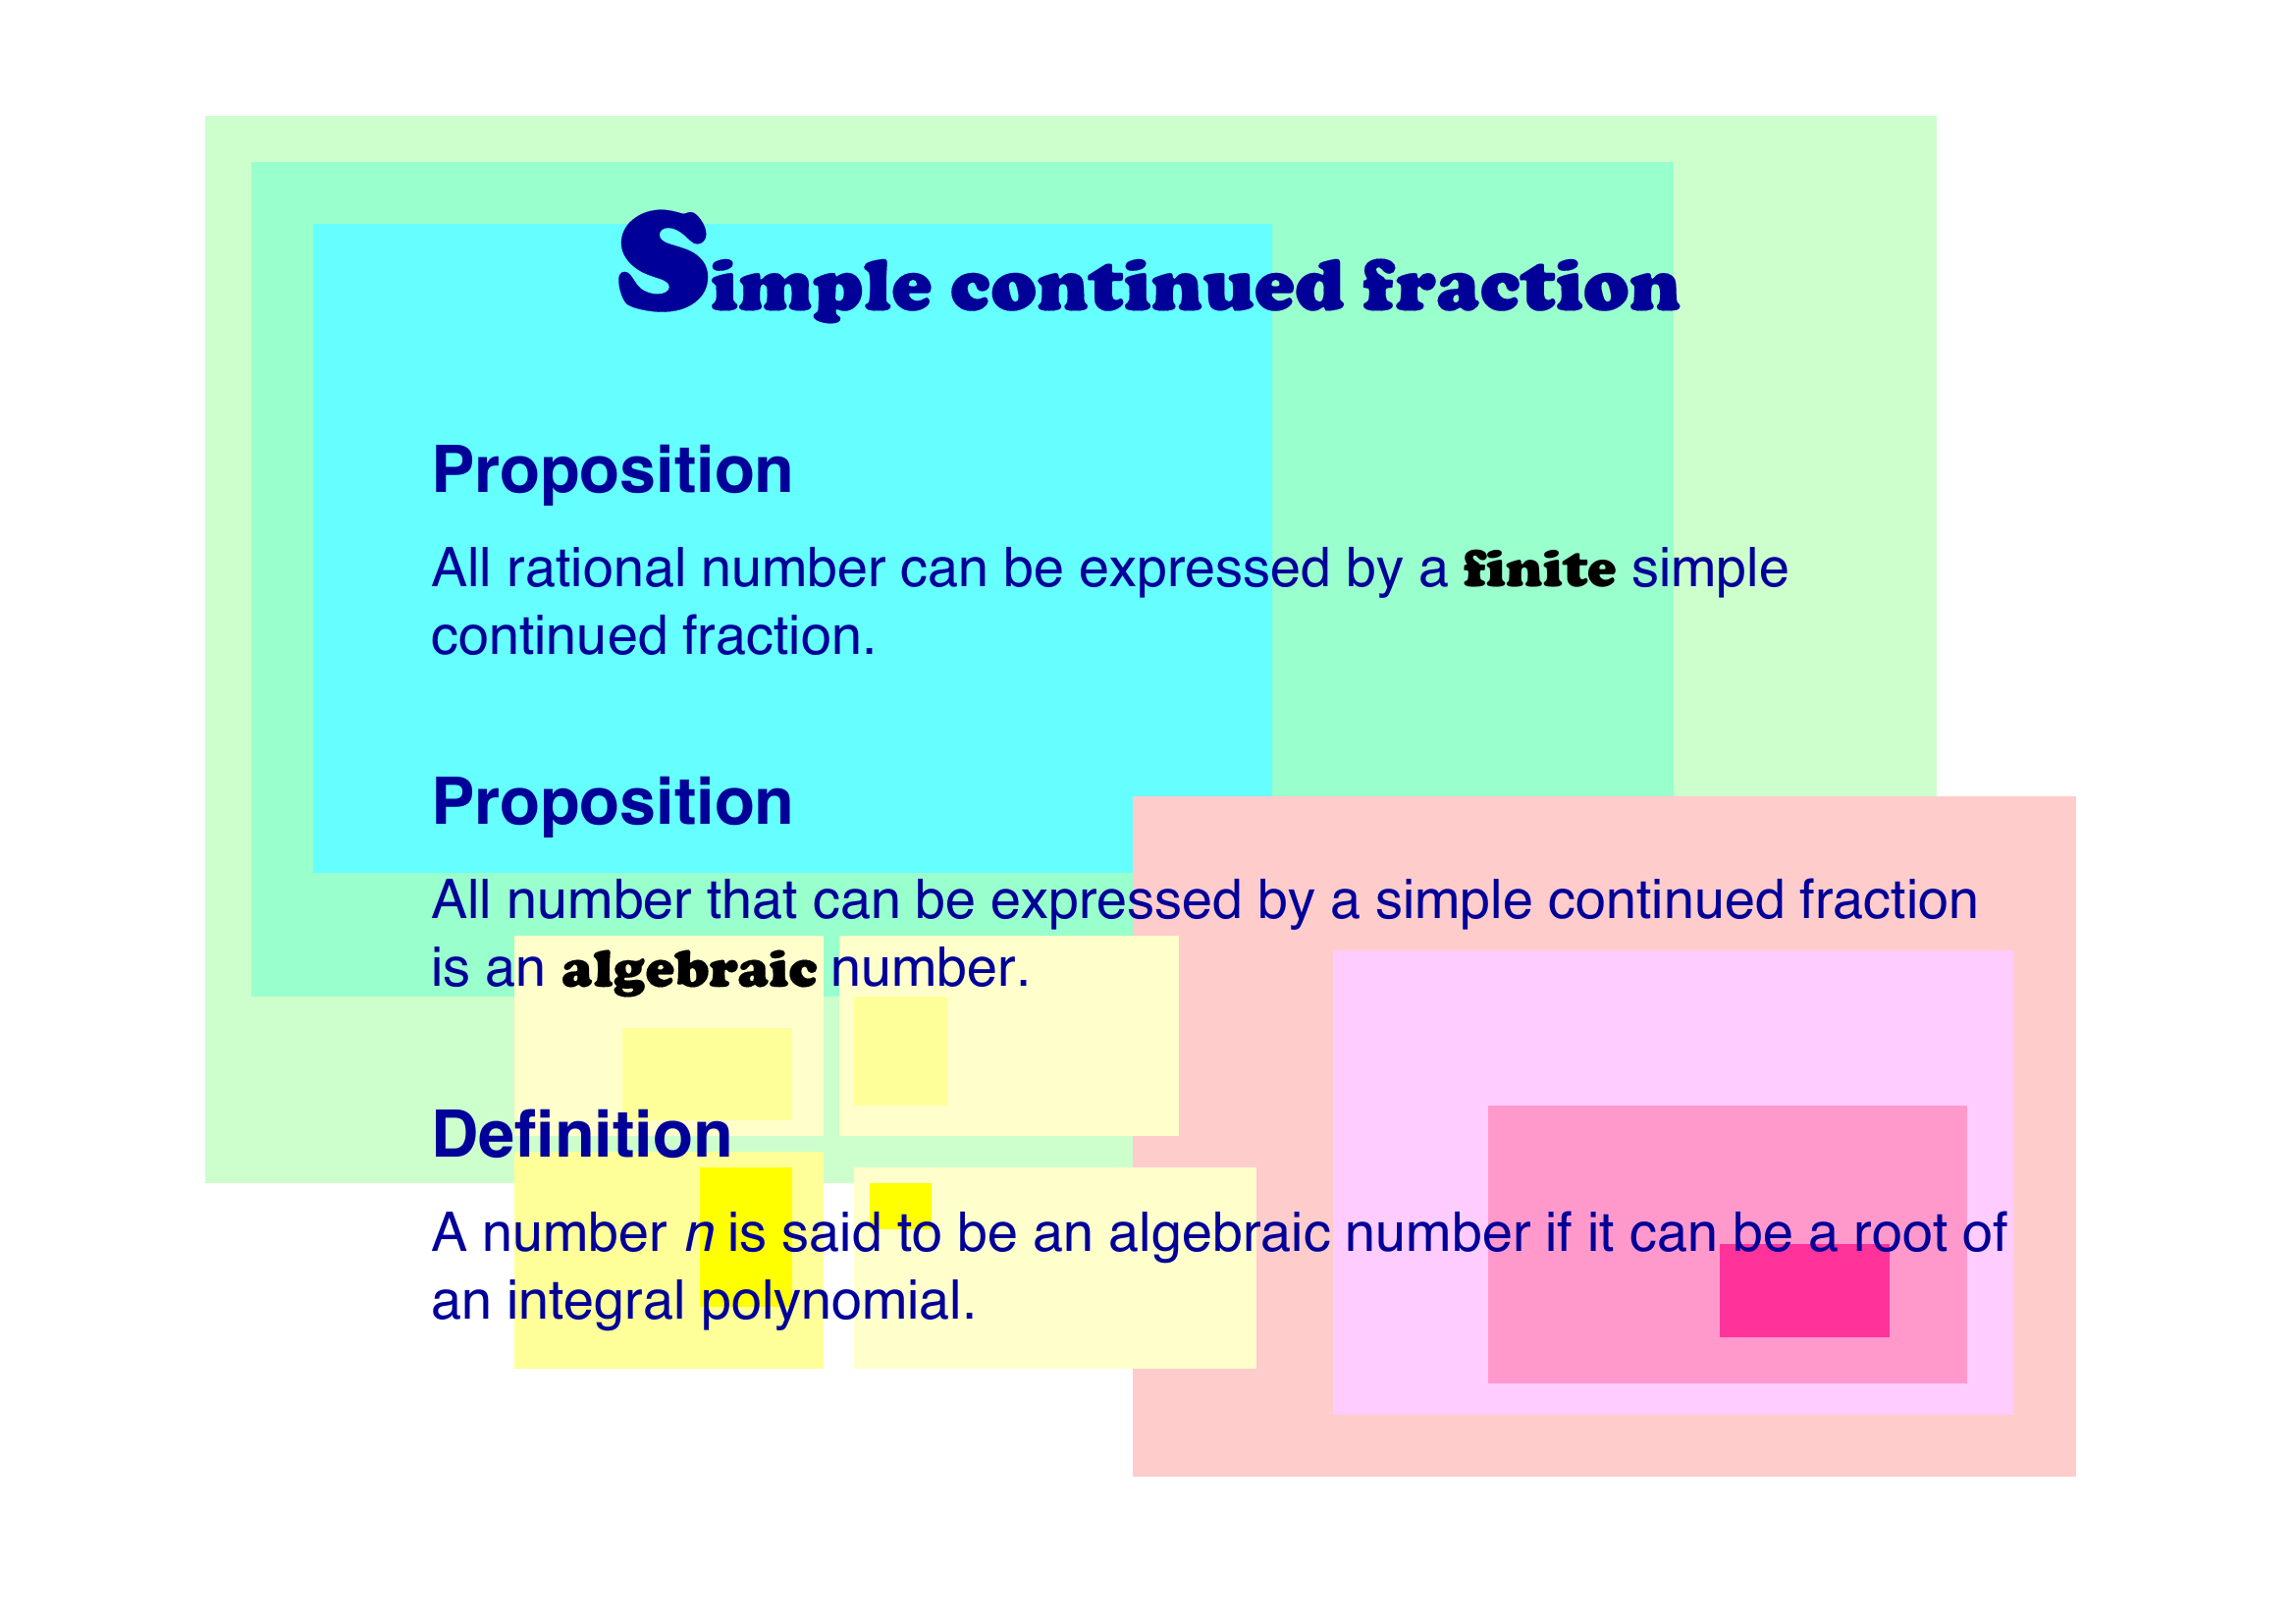 Simple continued fraction
Proposition
All rational number can be expressed by a finite simple
continued fraction.
Proposition
All number that can be expressed by a simple continued fraction
is an algebraic number.
Definition
A number n is said to be an algebraic number if it can be a root of
an integral polynomial.